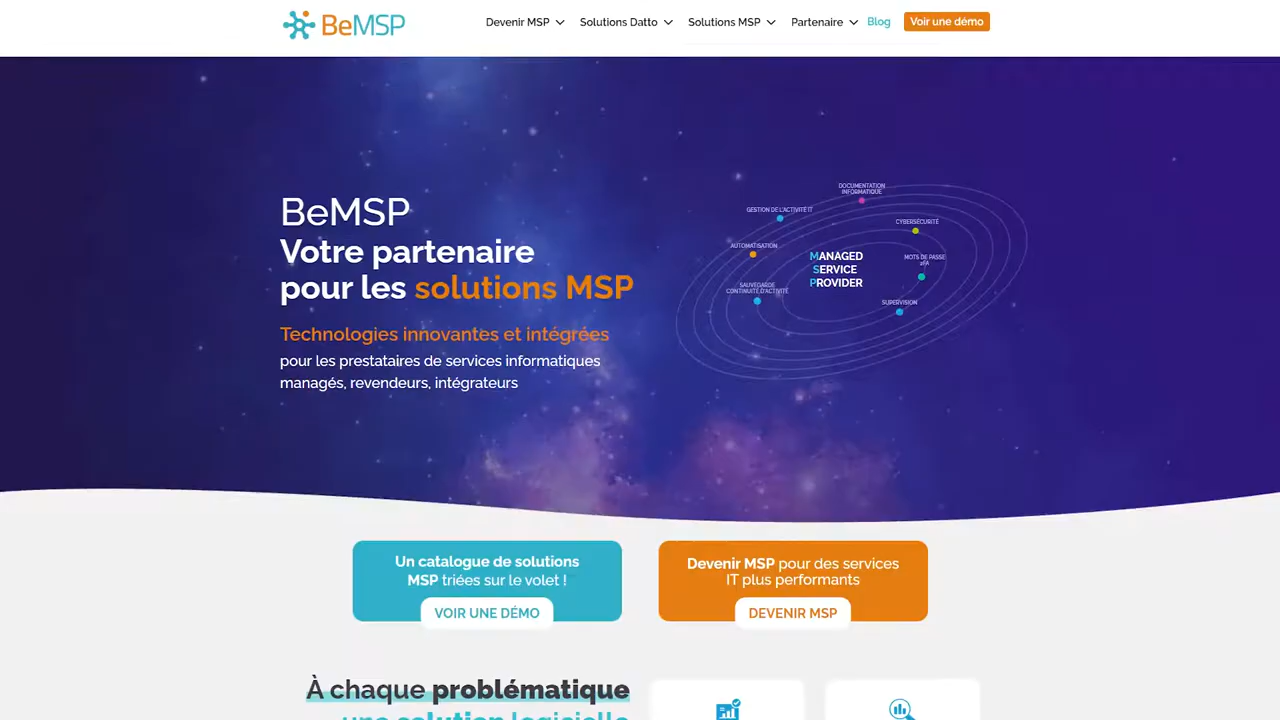 BeMSP
Devenir MSP
Solutions Datto
Solutions MSP
Partenaire
Blog
Voir une démo
BeMSP
Votre partenaire
pour les solutions MSP
Technologies innovantes et intégrées
pour les prestataires de services informatiques
managés, revendeurs, intégrateurs
DOCUMENTATION
INFORMATIQUE
GESTION DE L'ACTIVITÉ IT
CYBERSÉCURITÉ
AUTOMATISATION
MOTS DE PASSE
2FA
MANAGED
SERVICE
PROVIDER
SAUVEGARDE
CONTINUITÉ D'ACTIVITÉ
SUPERVISION
Un catalogue de solutions
MSP triées sur le volet !
VOIR UNE DÉMO
Devenir MSP pour des services
IT plus performants
DEVENIR MSP
À chaque problématique
une solution logicielle